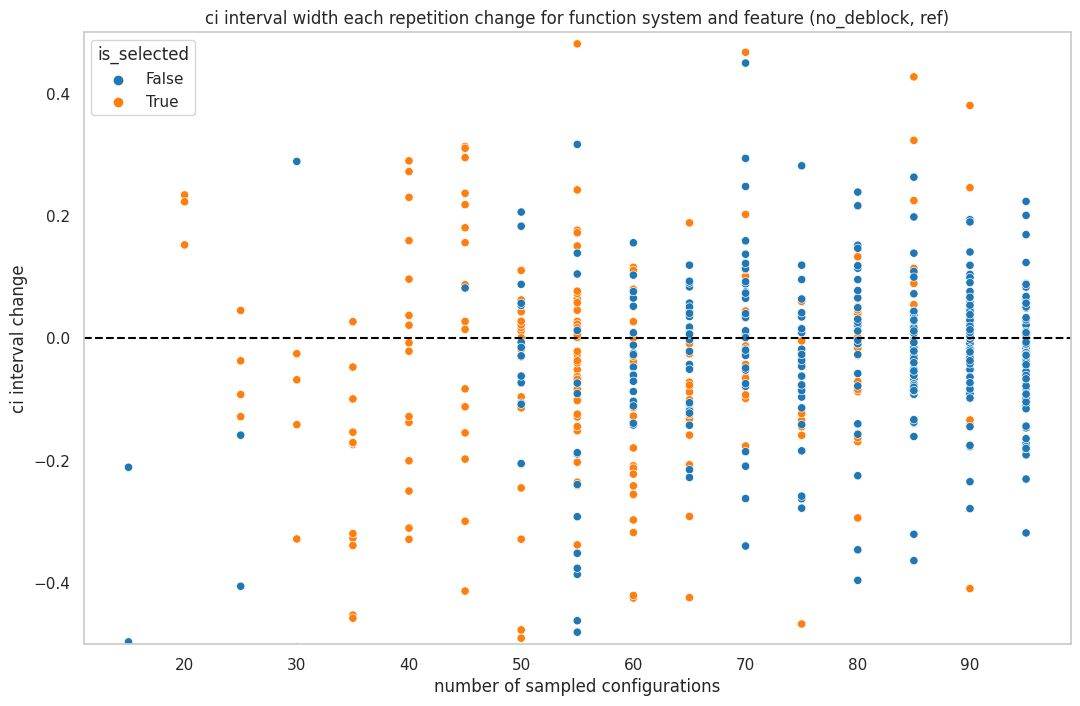 ci interval width each repetition change for function system and feature (no_deblock, ref)
is_selected
False
True
ci interval change
0.4
0.2
0.0
−0.2
−0.4
20 30 40 50 60 70 80 90
number of sampled configurations